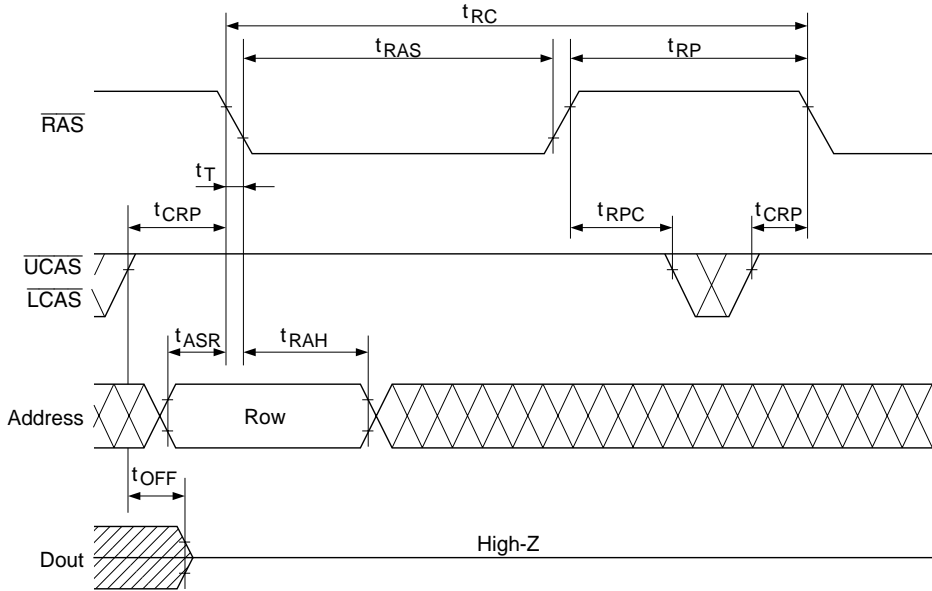 tRC
tRAS
tRP
RAS
tT
tCRP
tRPC
tCRP
UCAS
LCAS
tASR
tRAH
Address
Row
tOFF
High-Z
Dout